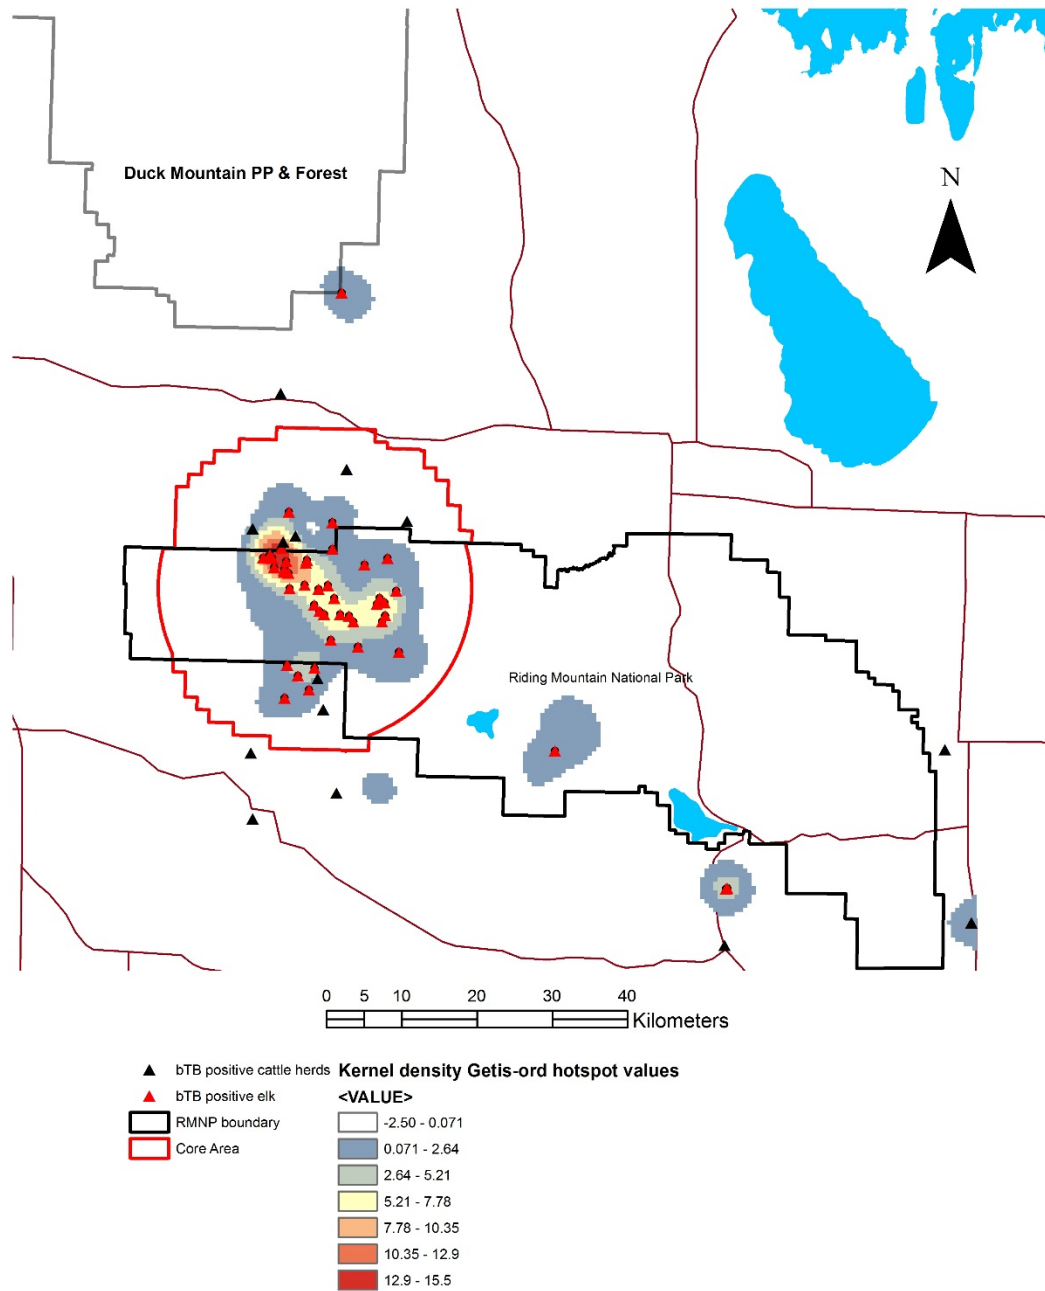 Duck Mountain PP & Forest
N
Riding Mountain National Park
0 5 10 20 30 40
Kilometers
bTB positive cattle herds
bTB positive elk
RMNP boundary
Core Area
Kernel density Getis-ord hotspot values
<VALUE>
-2.50 - 0.071
0.071 - 2.64
2.64 - 5.21
5.21 - 7.78
7.78 - 10.35
10.35 - 12.9
12.9 - 15.5